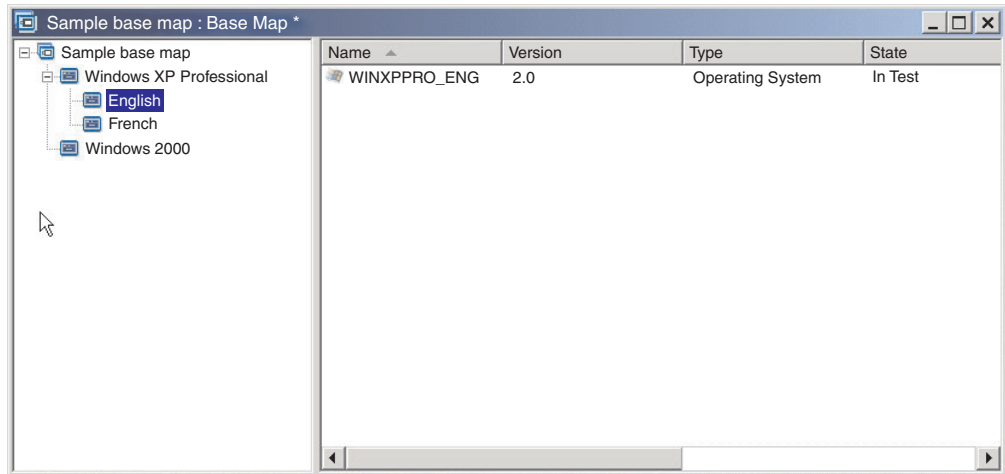 Sample base map : Base Map *
Sample base map
Windows XP Professional
English
French
Windows 2000
Name Version Type State
WINXPPRO_ENG 2.0 Operating System In Test